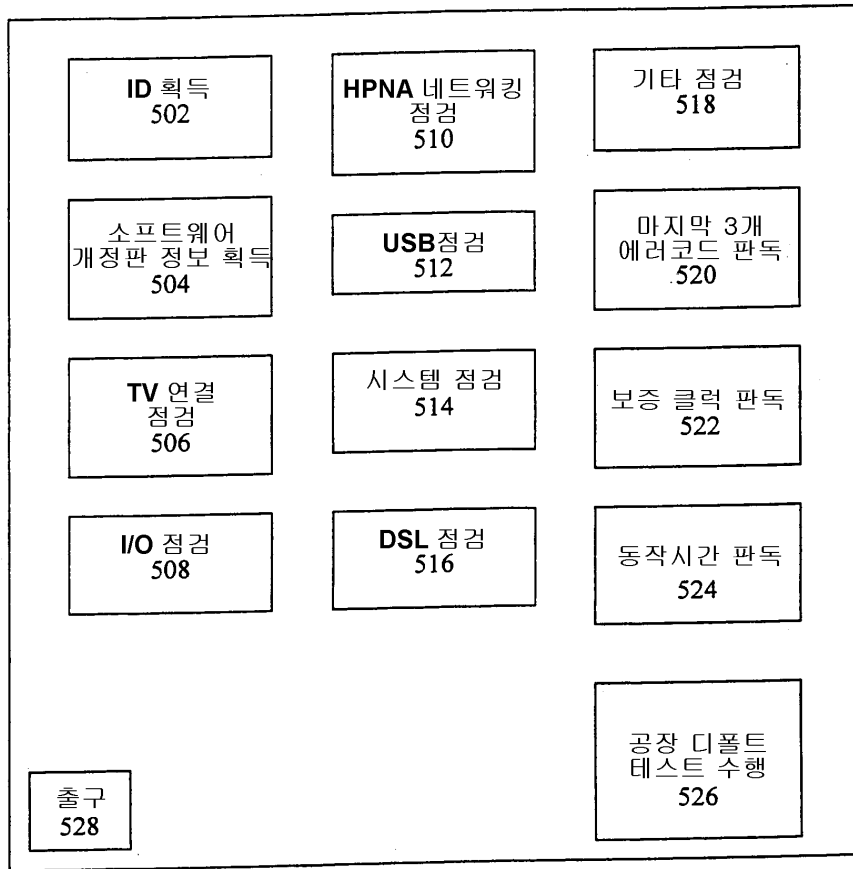 ID 획득
502
소프트웨어
개정판 정보 획득
504
TV 연결
점검
506
I/O 점검
508
HPNA 네트워킹
점검
510
USB점검
512
시스템 점검
514
DSL 점검
516
기타 점검
518
마지막 3개
에러코드 판독
520
보증 클럭 판독
522
동작시간 판독
524
공장 디폴트
테스트 수행
526
출구
528